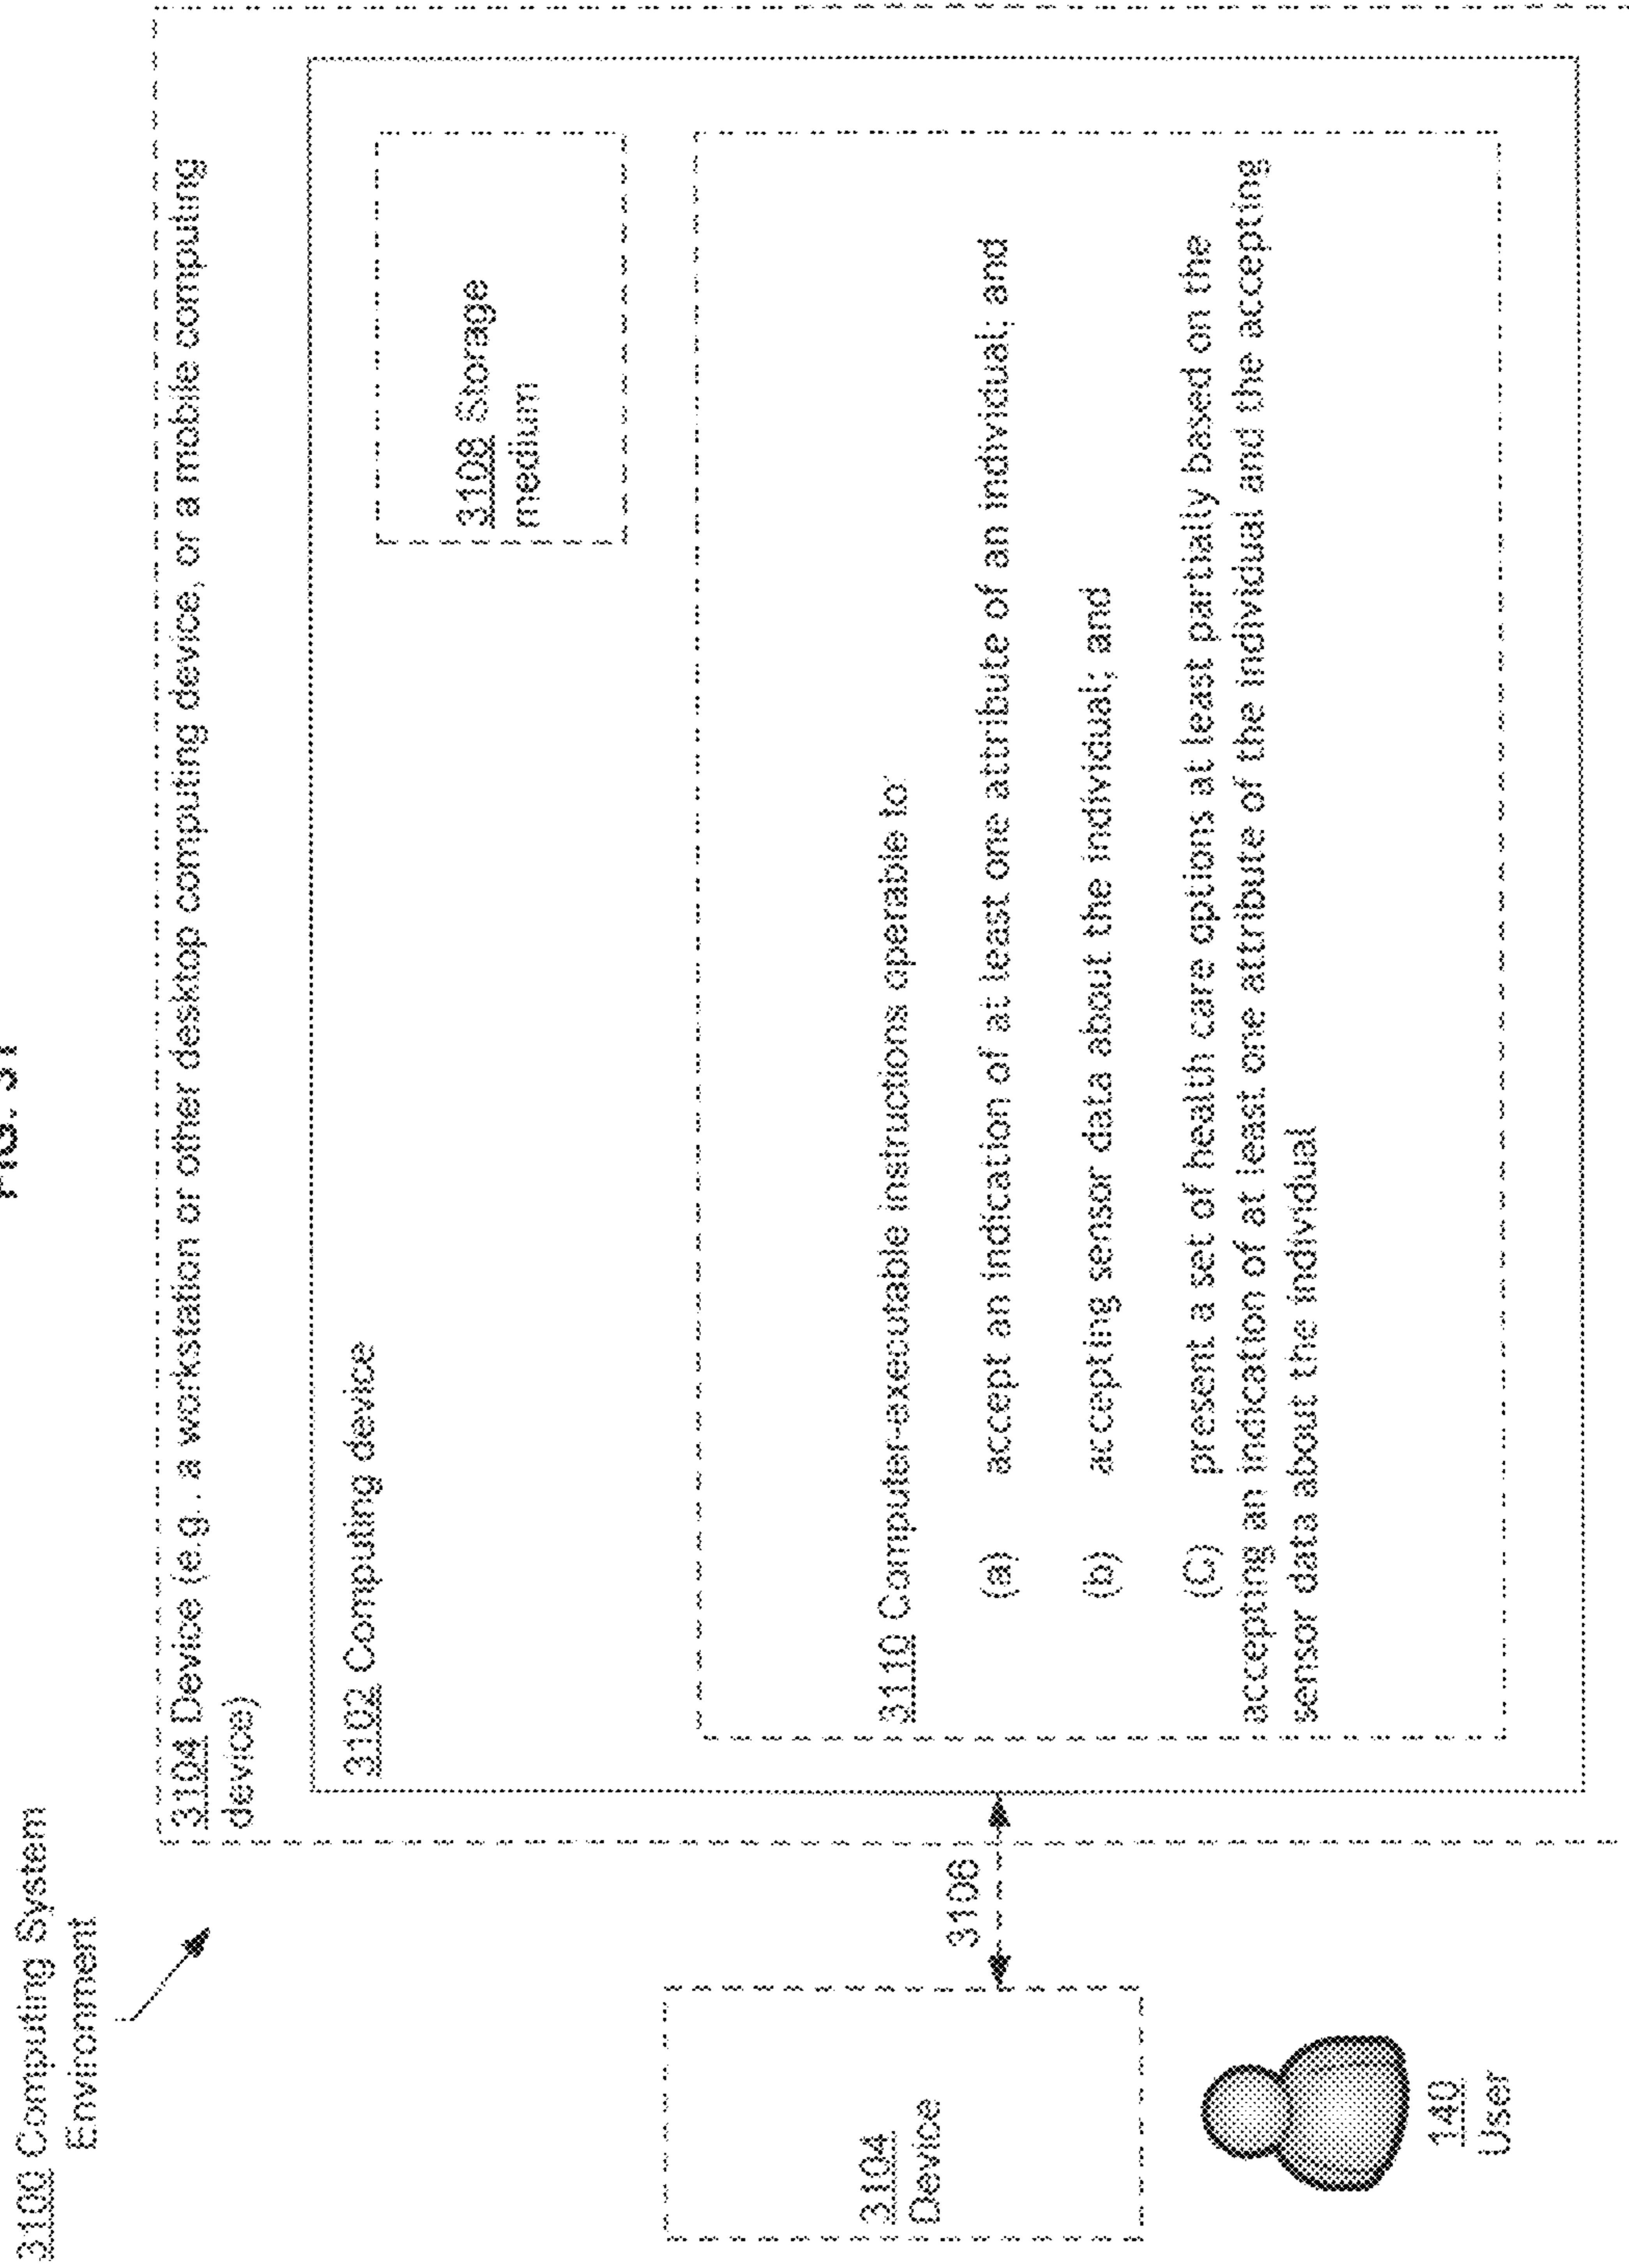 FIG. 31
3100 Computing System
Environment
3104 Device (e.g. a workstation or other desktop computing device, or a mobile computing
device)
3102 Computing device
3108 Storage
medium
3110 Computer-executable instructions operable to:
(a) accept an indication of at least one attribute of an individual; and
(b) accepting sensor data about the individual; and
(C) present a set of health care options at least partially based on the
accepting an indication of at least one attribute of the individual and the accepting
sensor data about the individual
3106
3104
Device
140
User